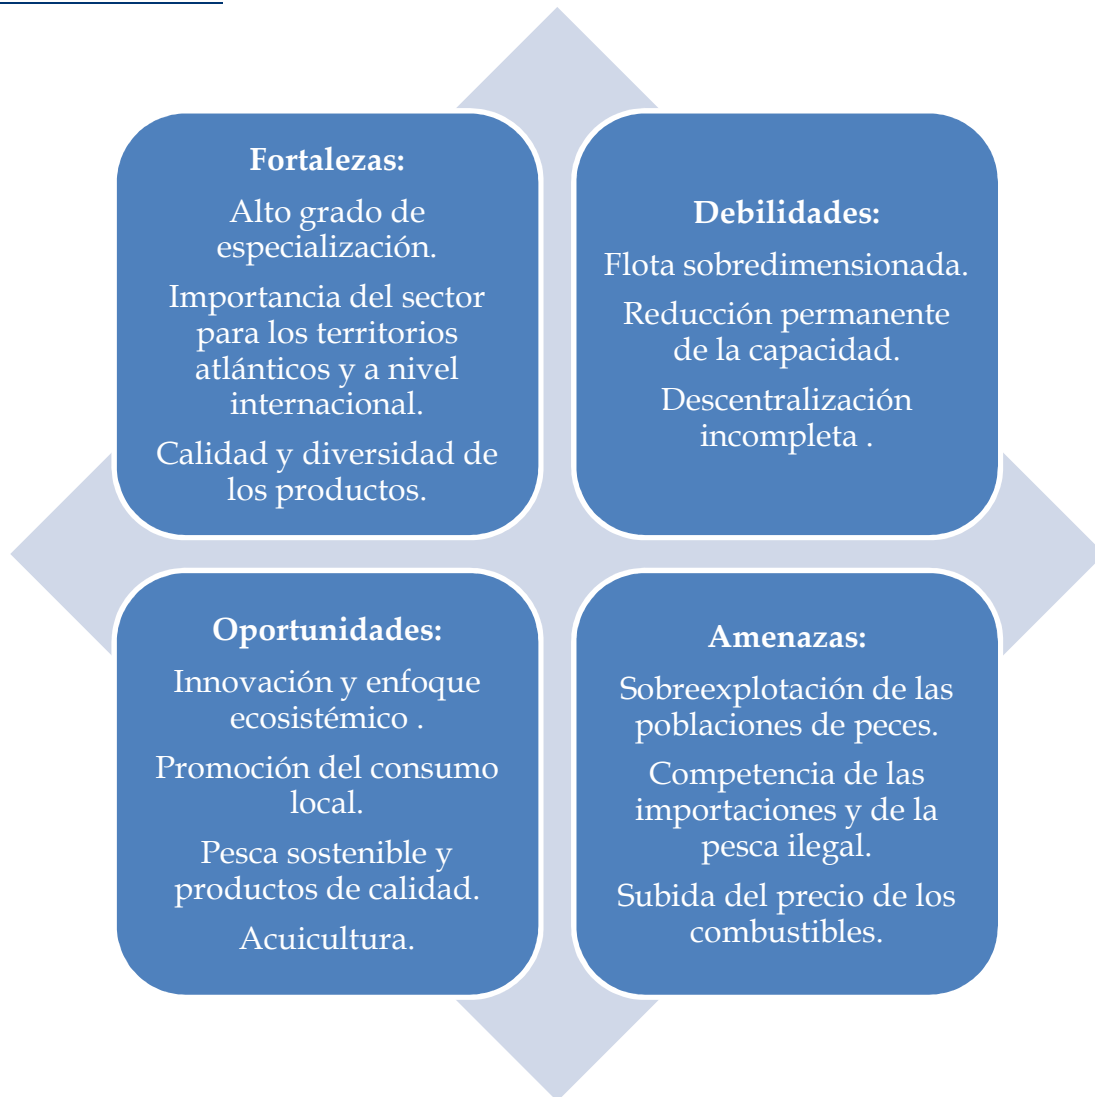 Fortalezas:
Alto grado de
especialización.
Importancia del sector
para los territorios
atlánticos y a nivel
internacional.
Calidad y diversidad de
los productos.
Debilidades:
Flota sobredimensionada.
Reducción permanente
de la capacidad.
Descentralización
incompleta .
Oportunidades:
Innovación y enfoque
ecosistémico .
Promoción del consumo
local.
Pesca sostenible y
productos de calidad.
Acuicultura.
Amenazas:
Sobreexplotación de las
poblaciones de peces.
Competencia de las
importaciones y de la
pesca ilegal.
Subida del precio de los
combustibles.